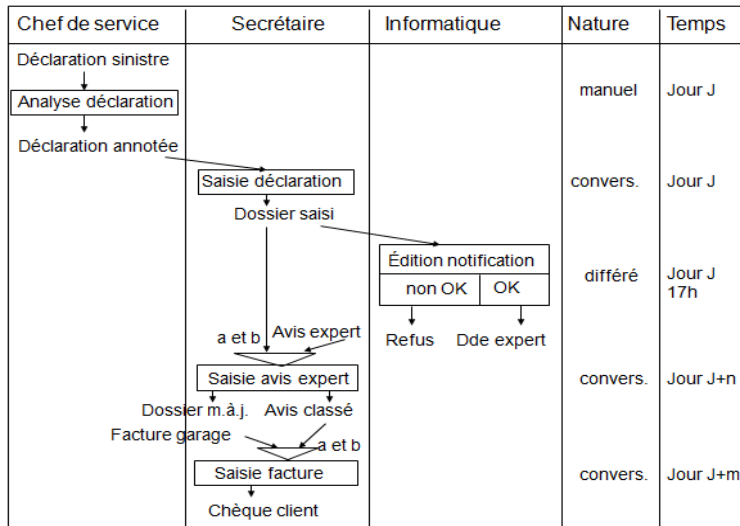 Chef de service Secrétaire Informatique Nature Temps
Déclaration sinistre
Analyse déclaration manuel Jour J
Déclaration annotée
Saisie déclaration convers. Jour J
Dossier saisi
Édition notification
non OK OK différé Jour J
17h
a et b Avis expert Refus Dde expert
Saisie avis expert convers. Jour J+n
Dossier m.à.j. Avis classé
Facture garage
a et b
Saisie facture convers. Jour J+m
Chèque client